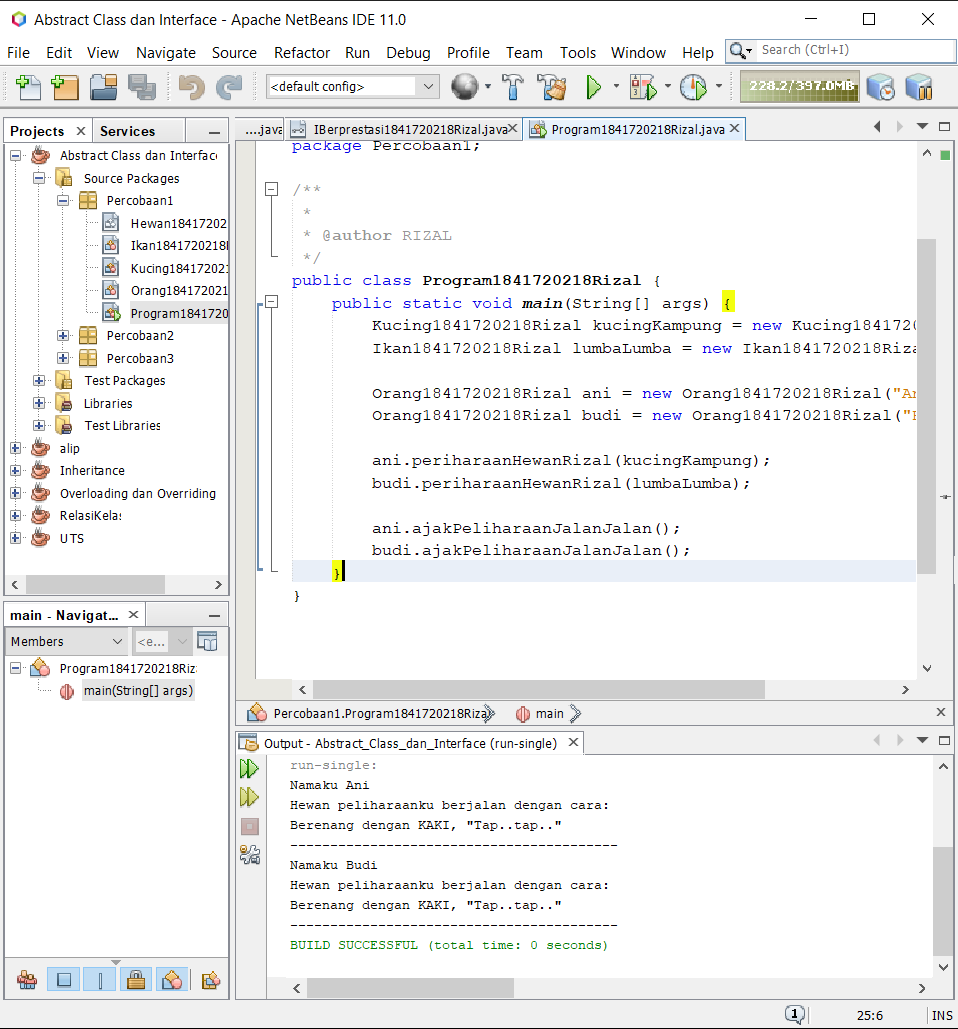 Abstract Class dan Interface - Apache NetBeans IDE 11.0
File Edit View Navigate Source Refactor Run Debug Profile Team Tools Window Help
Search (Ctrl+I)
<default config>
228.2/397.0MB
Projects
Services
Abstract Class dan Interface
Source Packages
Percobaan1
Hewan18417202
Ikan1841720218
Kucing18417202
Orang184172021
Program1841720
Percobaan2
Percobaan3
Test Packages
Libraries
Test Libraries
alip
Inheritance
Overloading dan Overriding
RelasiKelas
UTS
main - Navigat...
Members
<e...
Program1841720218Riz
main(String[] args)
....java
IBerprestasi1841720218Rizal.java
Program1841720218Rizal.java
package Percobaan1;
/**
*
* @author RIZAL
*/
public class Program1841720218Rizal {
public static void main(String[] args) {
Kucing1841720218Rizal kucingKampung = new Kucing184172
Ikan1841720218Rizal lumbaLumba = new Ikan1841720218Riza
Orang1841720218Rizal ani = new Orang1841720218Rizal("An
Orang1841720218Rizal budi = new Orang1841720218Rizal("
ani.periharaanHewanRizal(kucingKampung);
budi.periharaanHewanRizal(lumbaLumba);
ani.ajakPeliharaanJalanJalan();
budi.ajakPeliharaanJalanJalan();
}
}
Percobaan1.Program1841720218Rizal
main
Output - Abstract_Class_dan_Interface (run-single)
run-single:
Namaku Ani
Hewan peliharaanku berjalan dengan cara:
Berenang dengan KAKI, "Tap..tap.."
-----------------------------------------
Namaku Budi
Hewan peliharaanku berjalan dengan cara:
Berenang dengan KAKI, "Tap..tap.."
-----------------------------------------
BUILD SUCCESSFUL (total time: 0 seconds)
1
25:6
INS